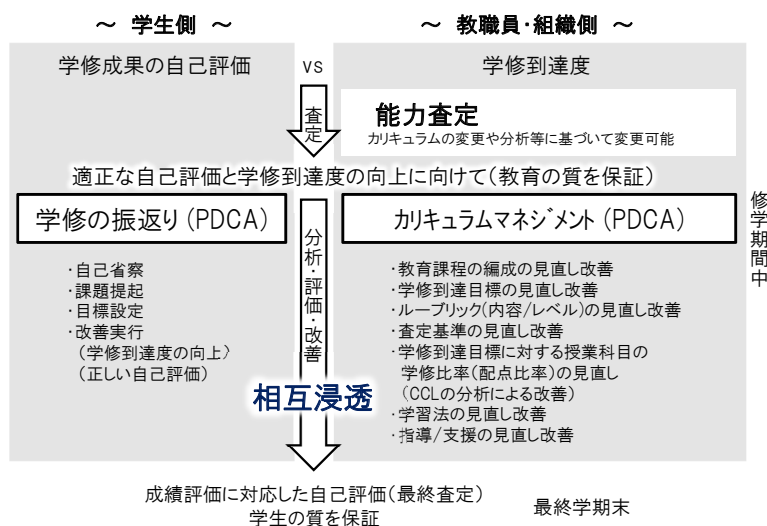 ～ 学生側 ～
～ 教職員･組織側 ～
学修成果の自己評価
VS
学修到達度
査定
能力査定
カリキュラムの変更や分析等に基づいて変更可能
適正な自己評価と学修到達度の向上に向けて(教育の質を保証)
学修の振返り(PDCA)
カリキュラムマネジメント(PDCA)
修学期間中
分析･評価･改善
･自己省察
･課題提起
･目標設定
･改善実行
(学修到達度の向上)
(正しい自己評価)
･教育課程の編成の見直し改善
･学修到達目標の見直し改善
･ルーブリック(内容/レベル)の見直し改善
･査定基準の見直し改善
･学修到達目標に対する授業科目の
学修比率(配点比率)の見直し
(CCLの分析による改善)
･学習法の見直し改善
･指導/支援の見直し改善
相互浸透
成績評価に対応した自己評価(最終査定)
学生の質を保証
最終学期末